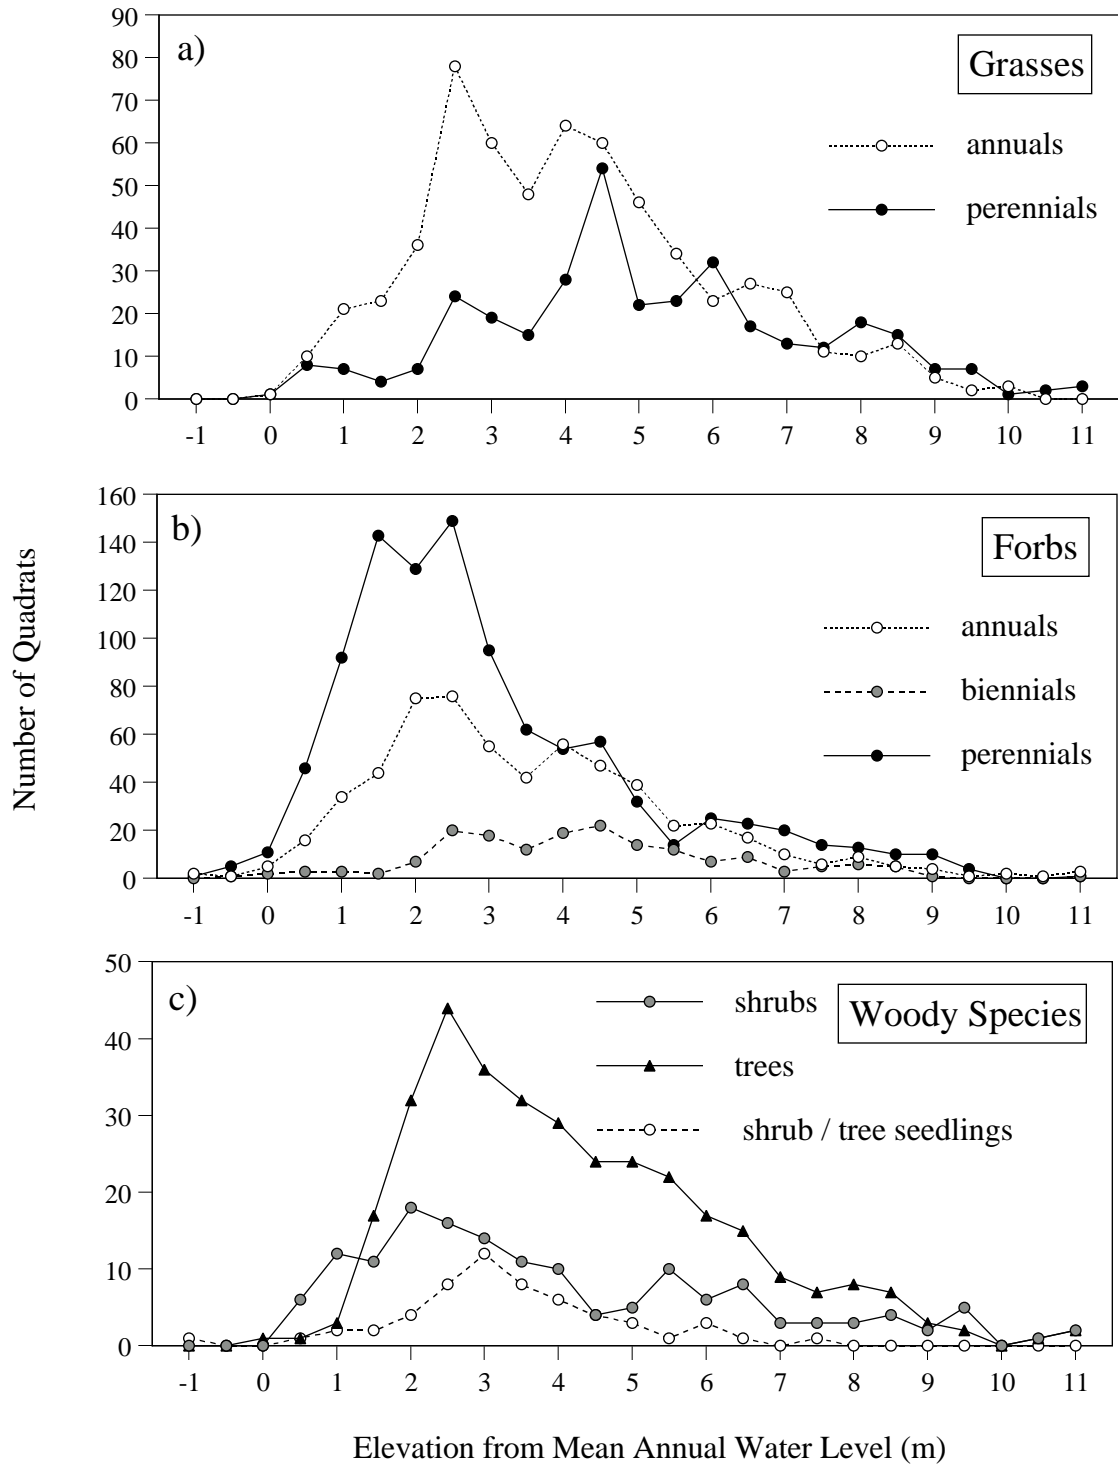 a)
Grasses
annuals
perennials
90
80
70
60
50
40
30
20
10
0
-1 0 1 2 3 4 5 6 7 8 9 10 11
b)
Forbs
annuals
biennials
perennials
160
140
120
100
80
60
40
20
0
-1 0 1 2 3 4 5 6 7 8 9 10 11
Number of Quadrats
c)
Woody Species
shrubs
trees
shrub / tree seedlings
50
40
30
20
10
0
-1 0 1 2 3 4 5 6 7 8 9 10 11
Elevation from Mean Annual Water Level (m)